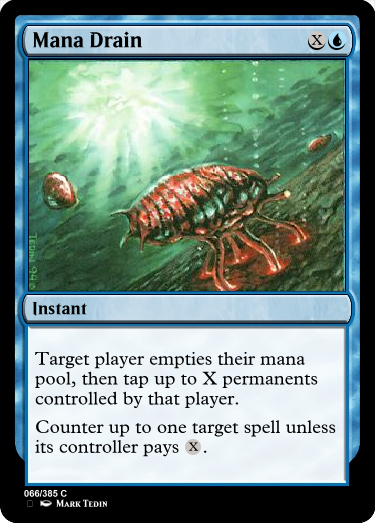 Mana Drain X
Instant
Target player empties their mana
pool, then tap up to X permanents
controlled by that player.
Counter up to one target spell unless
its controller pays X.
066/385 C
MARK TEDIN